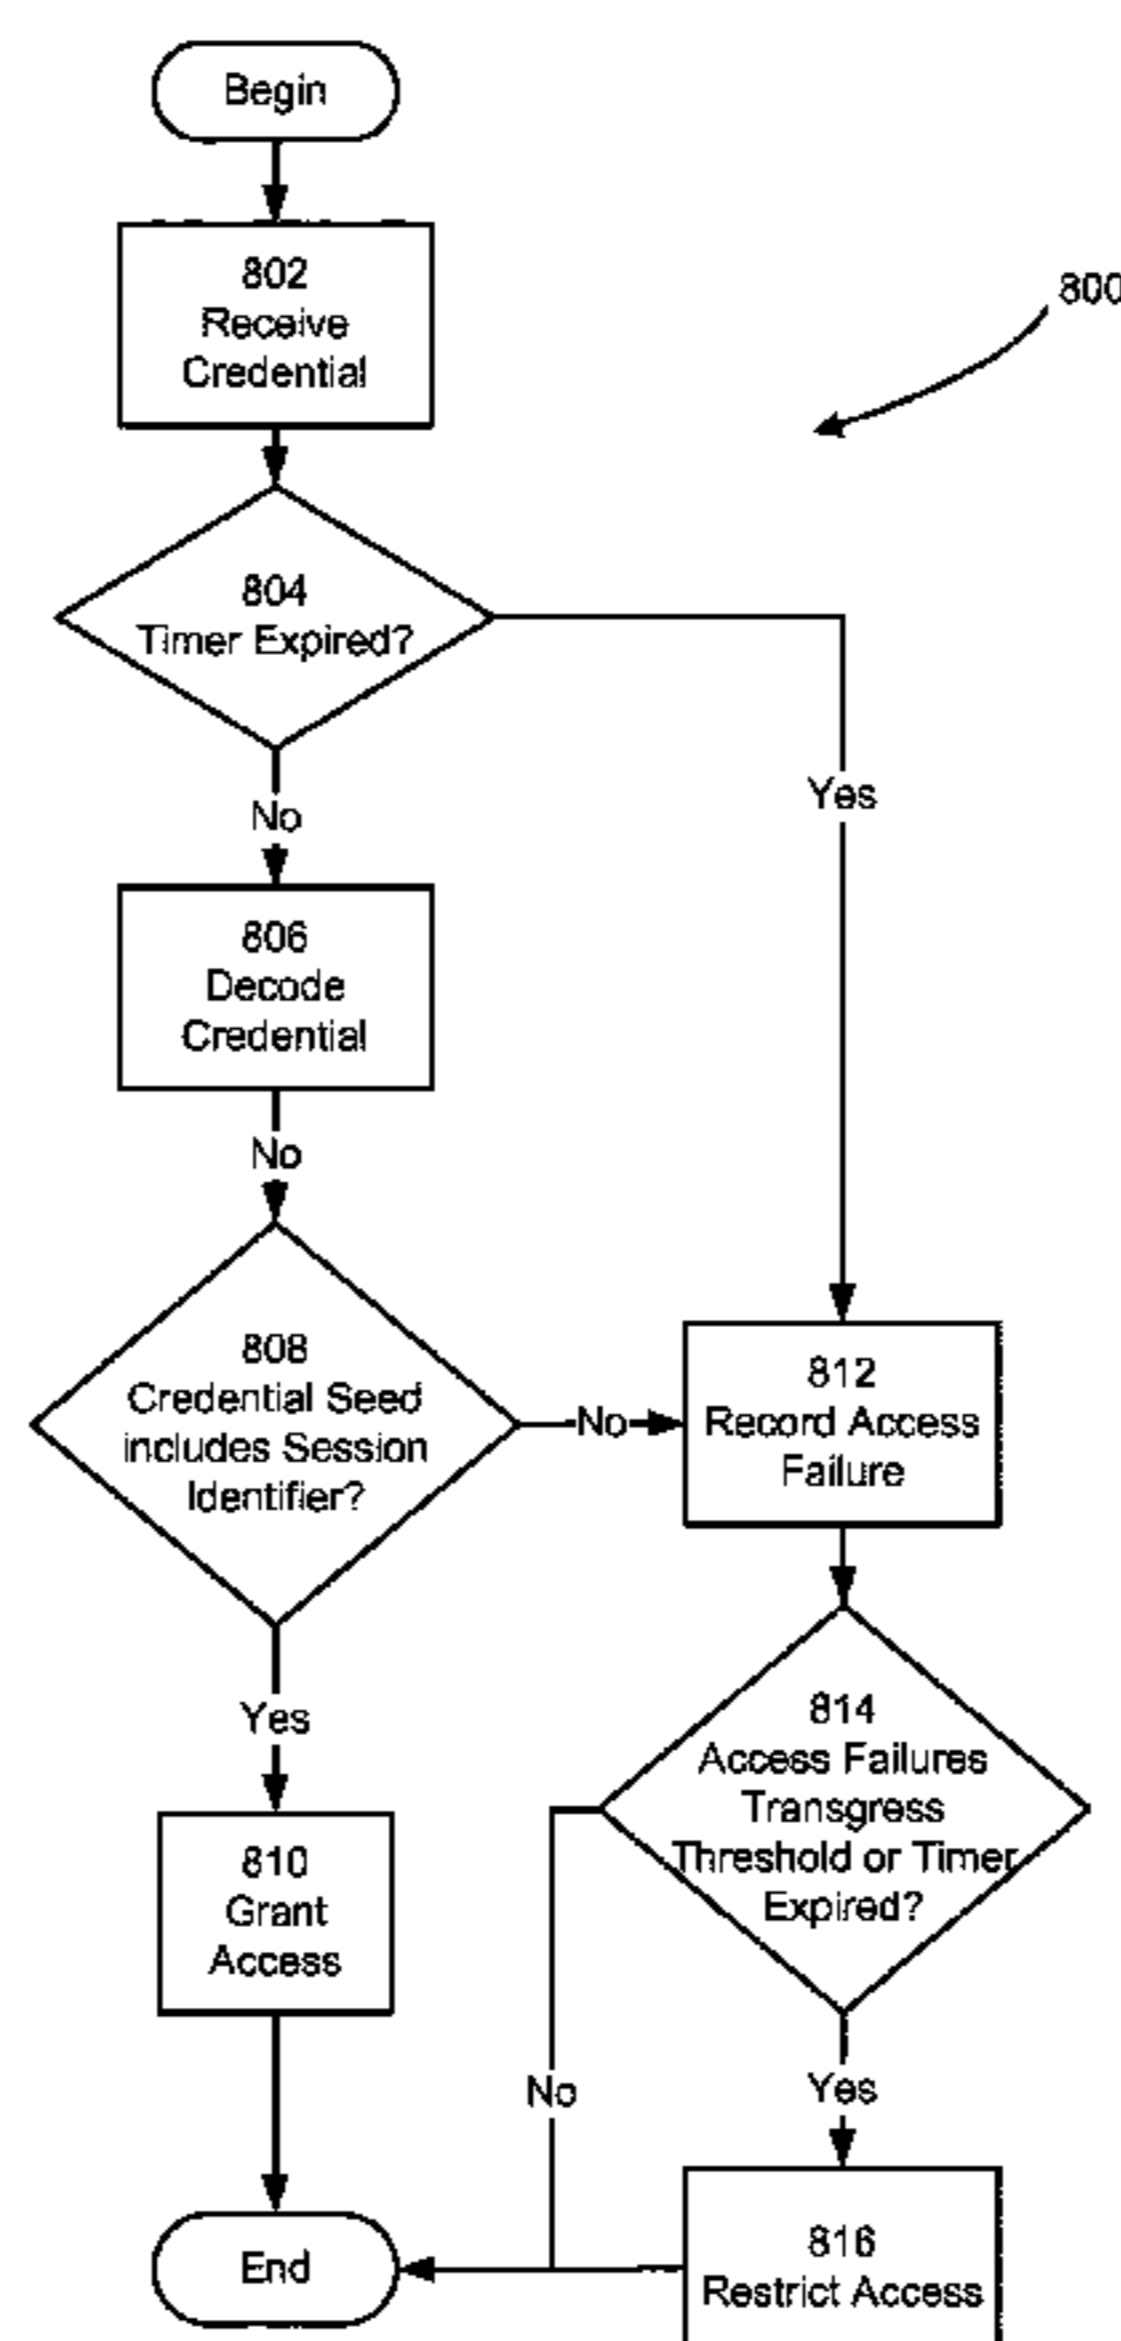 Begin
802
Receive
Credential
800
804
Timer Expired?
Yes
No
806
Decode
Credential
No
808
Credential Seed
includes Session
Identifier?
No
812
Record Access
Failure
Yes
814
Access Failures
Transgress
Threshold or Timer
Expired?
810
Grant
Access
No
Yes
End
816
Restrict Access